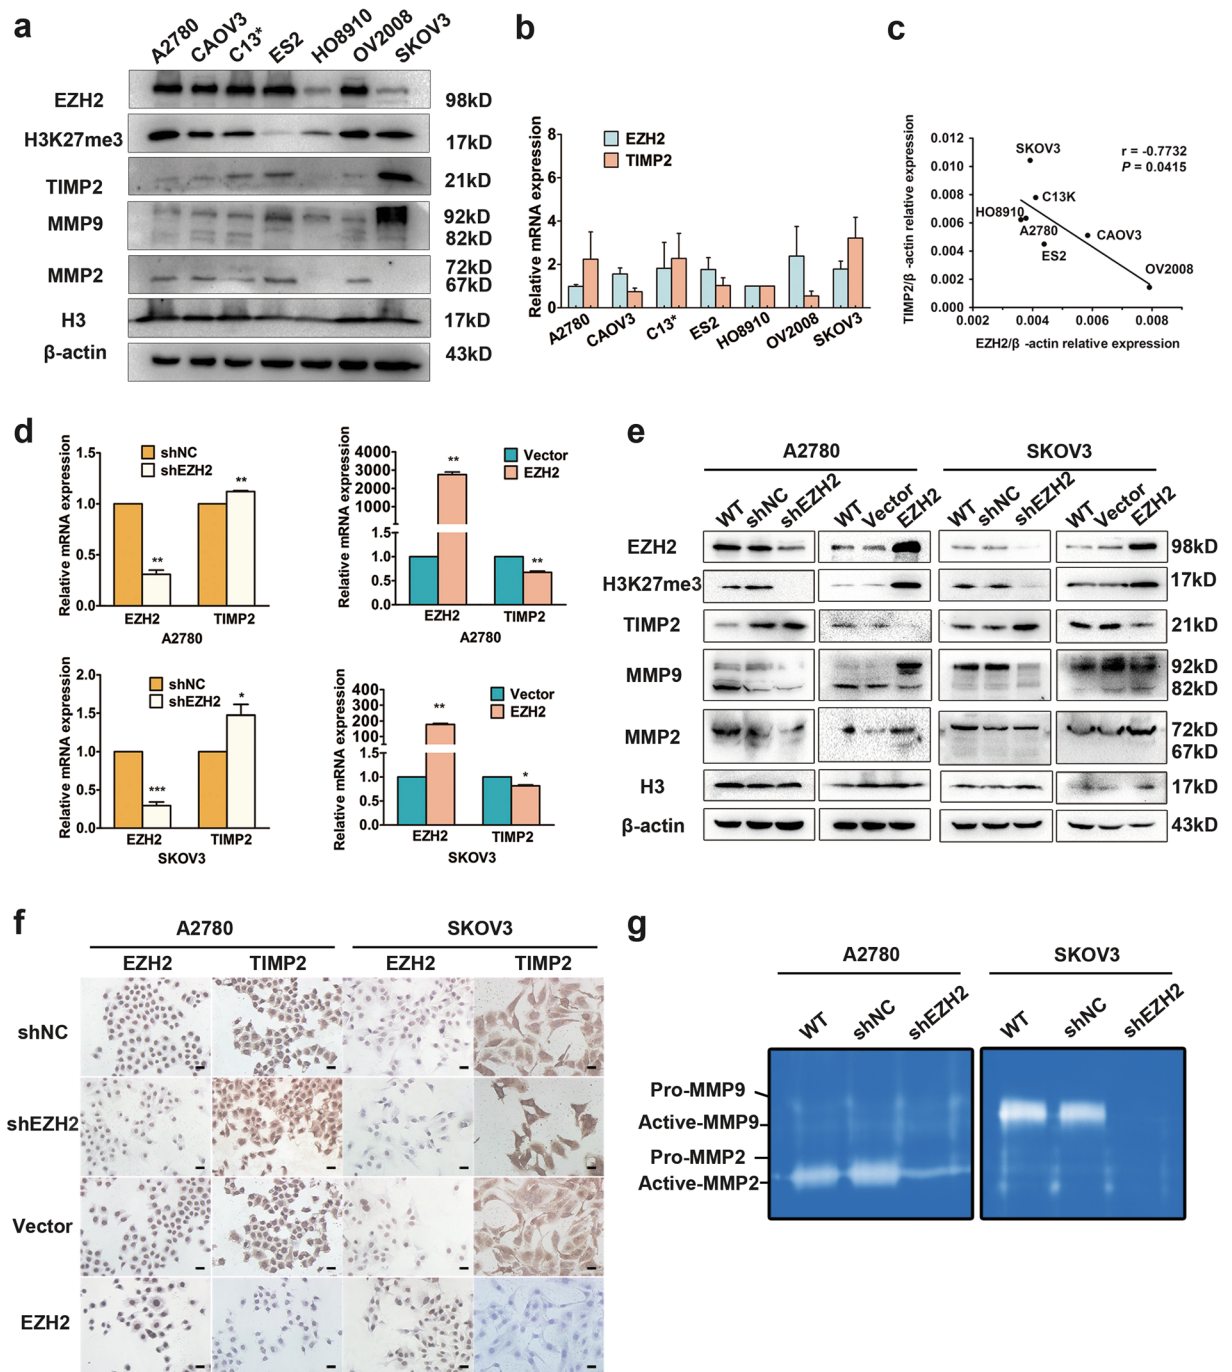 a
A2780 CAOV3 C13* ES2 HO8910 OV2008 SKOV3
EZH2 98kD
H3K27me3 17kD
TIMP2 21kD
MMP9 92kD
82kD
MMP2 72kD
67kD
H3 17kD
β-actin 43kD
b
Relative mRNA expression
8
6
4
2
0
EZH2
TIMP2
A2780 CAOV3 C13* ES2 HO8910 OV2008 SKOV3
c
TIMP2/β -actin relative expression
0.012
0.010
0.008
0.006
0.004
0.002
0.000
r = -0.7732
P = 0.0415
SKOV3
C13K
HO8910
A2780
CAOV3
ES2
OV2008
0.002 0.004 0.006 0.008
EZH2/β -actin relative expression
d
Relative mRNA expression
1.5
1.0
0.5
0.0
shNC
shEZH2
**
**
EZH2 TIMP2
A2780
Relative mRNA expression
4000
3000
2000
1000
1.5
1.0
0.5
0.0
Vector
EZH2
**
**
EZH2 TIMP2
A2780
Relative mRNA expression
2.0
1.5
1.0
0.5
0.0
shNC
shEZH2
***
*
EZH2 TIMP2
SKOV3
Relative mRNA expression
400
300
200
100
1.5
1.0
0.5
0.0
Vector
EZH2
**
*
EZH2 TIMP2
SKOV3
e
A2780 SKOV3
WT shNC shEZH2 WT Vector EZH2 WT shNC shEZH2 WT Vector EZH2
EZH2 98kD
H3K27me3 17kD
TIMP2 21kD
MMP9 92kD
82kD
MMP2 72kD
67kD
H3 17kD
β-actin 43kD
f
A2780 SKOV3
EZH2 TIMP2 EZH2 TIMP2
shNC
shEZH2
Vector
EZH2
g
A2780 SKOV3
WT shNC shEZH2 WT shNC shEZH2
Pro-MMP9
Active-MMP9
Pro-MMP2
Active-MMP2